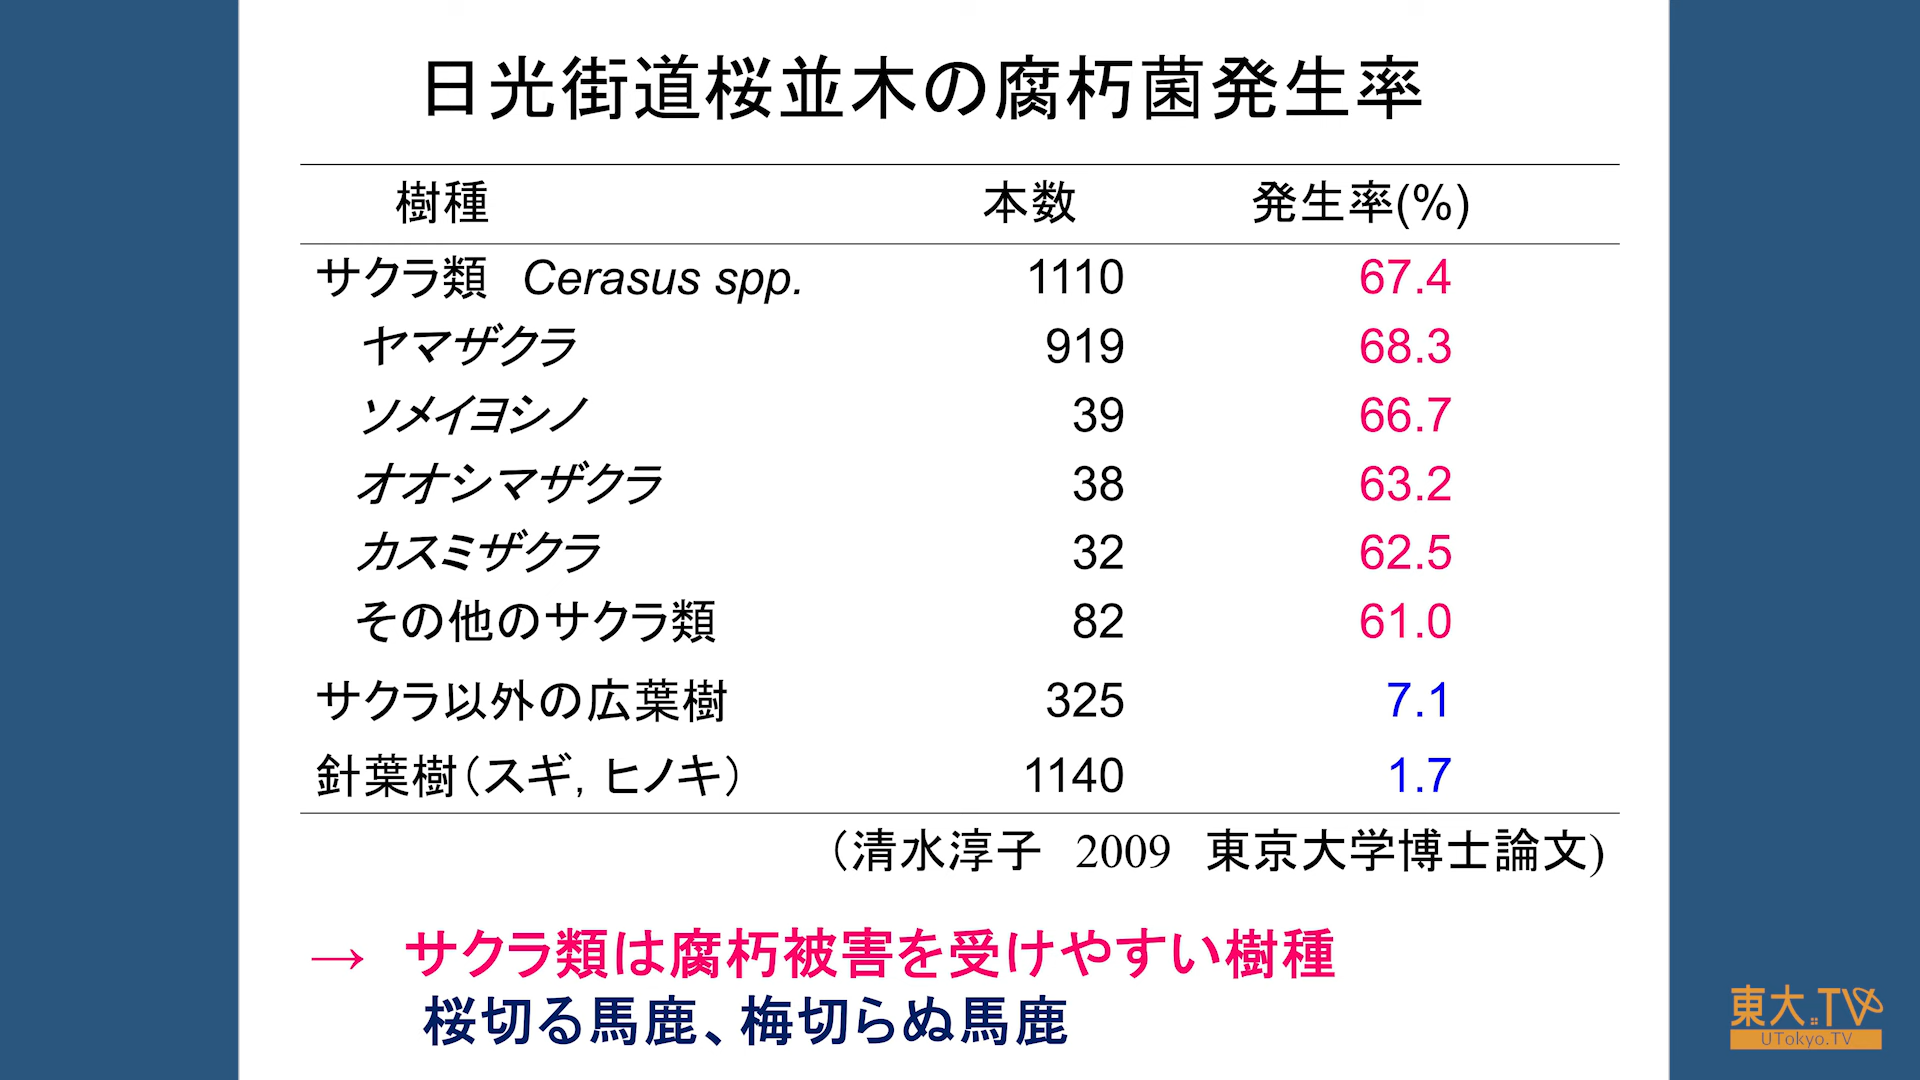 日光街道桜並木の腐朽菌発生率
樹種 本数 発生率(%)
サクラ類 Cerasus spp. 1110 67.4
ヤマザクラ 919 68.3
ソメイヨシノ 39 66.7
オオシマザクラ 38 63.2
カスミザクラ 32 62.5
その他のサクラ類 82 61.0
サクラ以外の広葉樹 325 7.1
針葉樹(スギ, ヒノキ) 1140 1.7
(清水淳子 2009 東京大学博士論文)
→ サクラ類は腐朽被害を受けやすい樹種
桜切る馬鹿、梅切らぬ馬鹿
東大.TV
UTokyo.TV